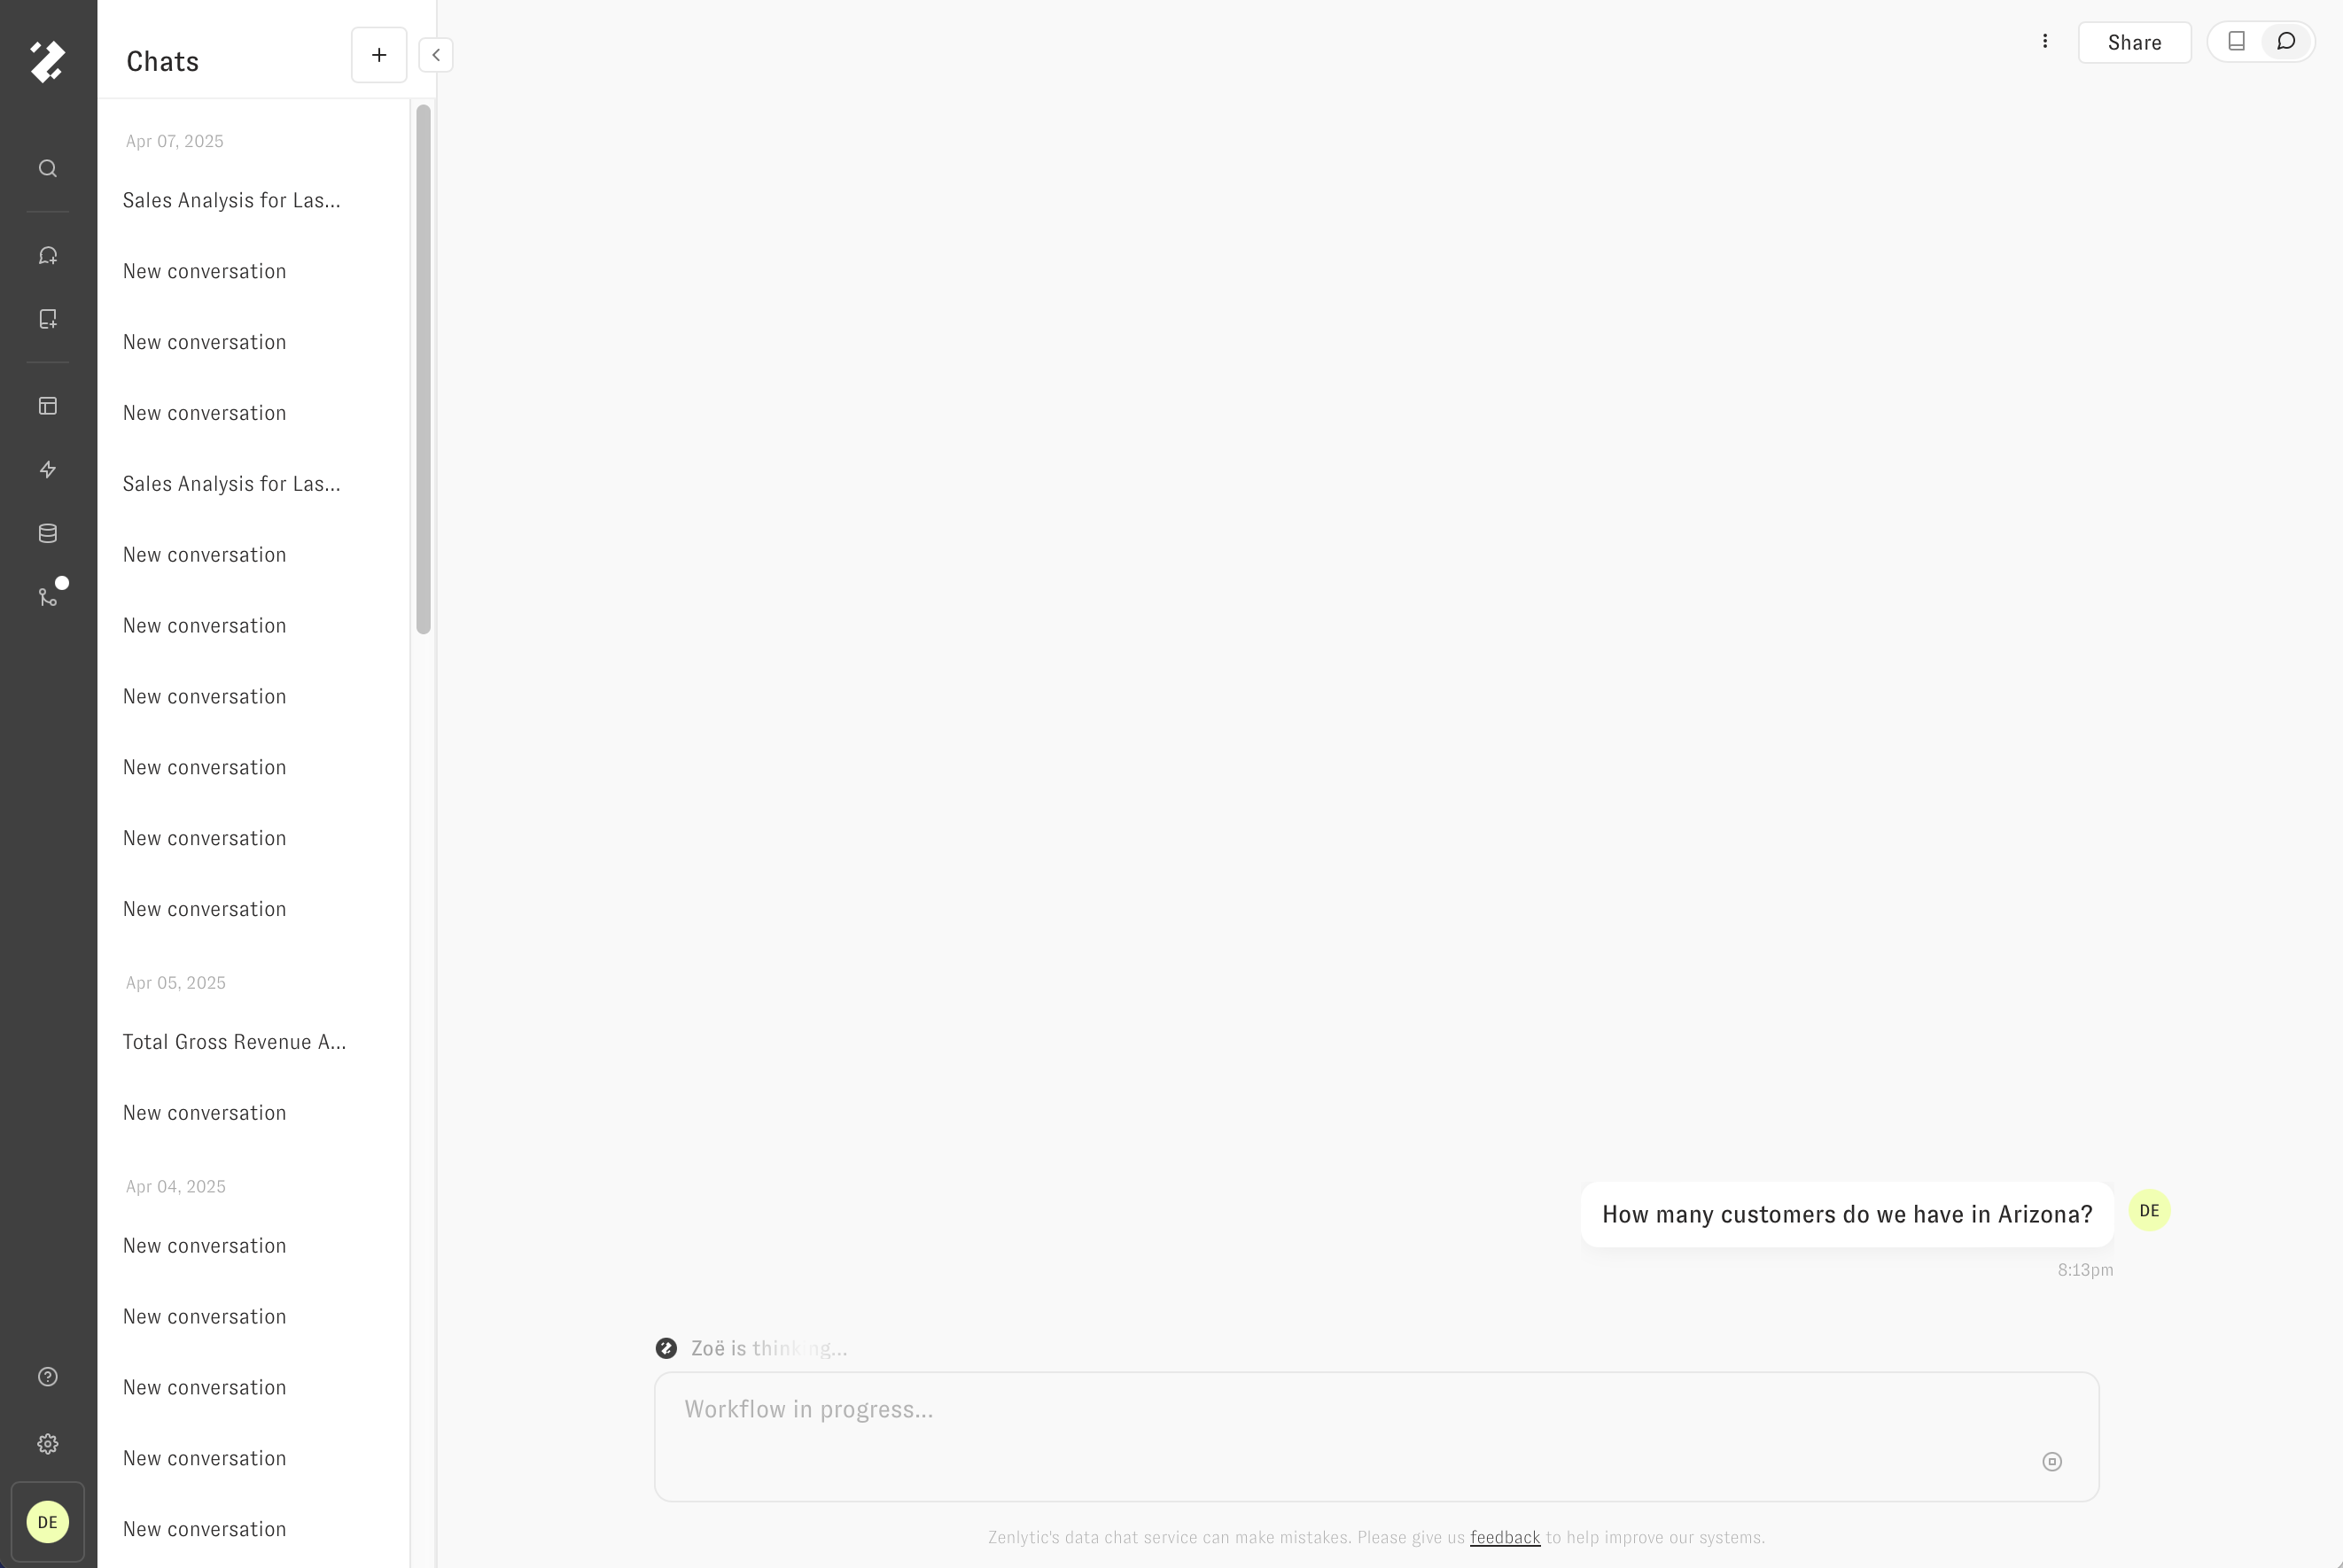 Chats
Apr 07, 2025
Sales Analysis for Las...
New conversation
New conversation
New conversation
Sales Analysis for Las...
New conversation
New conversation
New conversation
New conversation
New conversation
New conversation
Apr 05, 2025
Total Gross Revenue A...
New conversation
Apr 04, 2025
New conversation
New conversation
New conversation
New conversation
New conversation
DE
Share
How many customers do we have in Arizona?
DE
8:13pm
Zoë is thinking...
Workflow in progress...
Zenlytic's data chat service can make mistakes. Please give us feedback to help improve our systems.